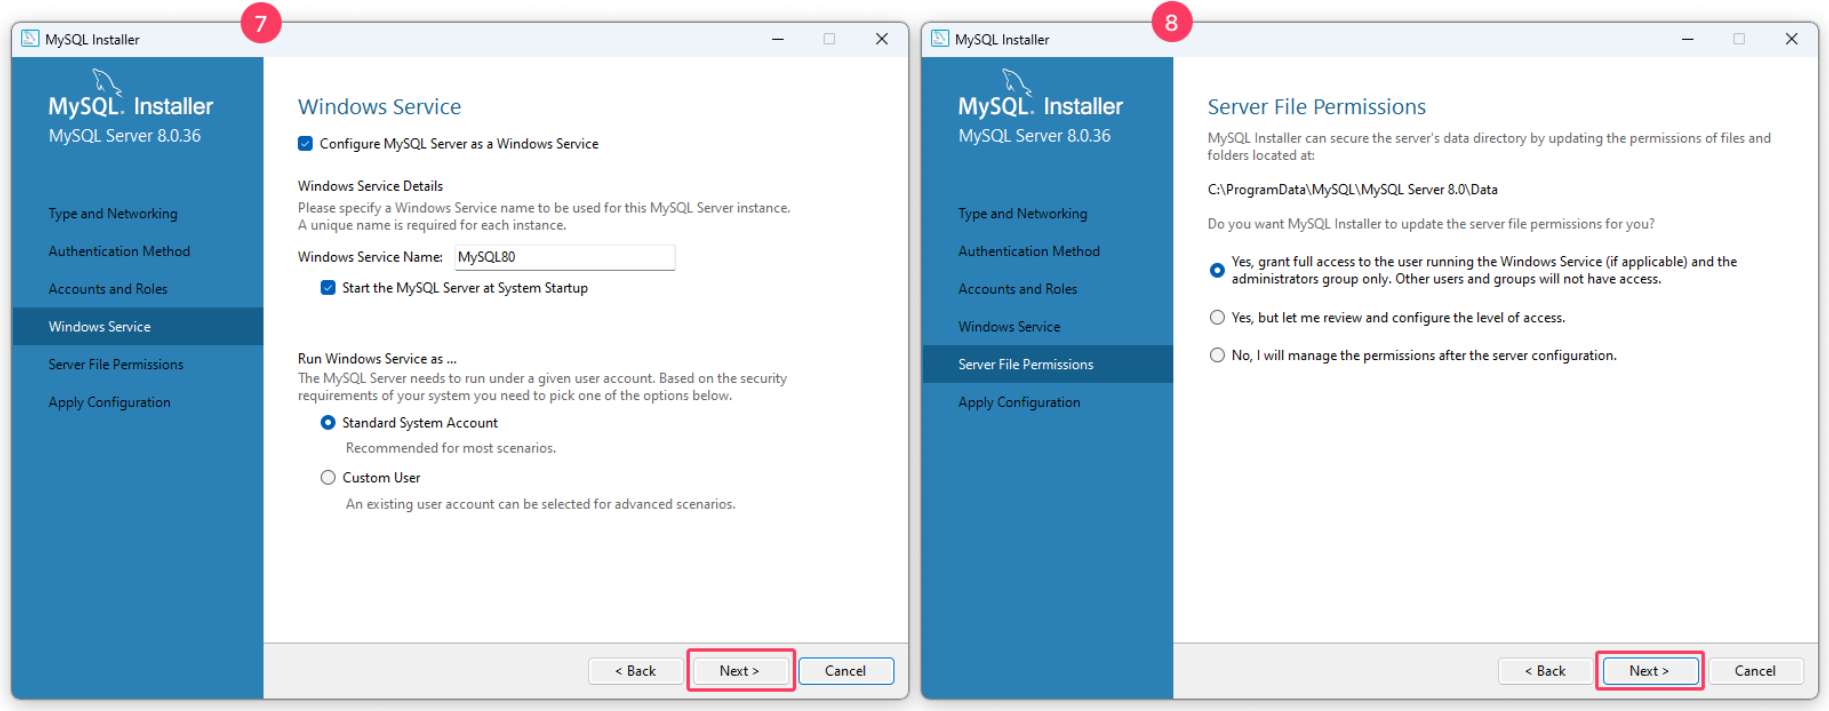 7
MySQL Installer
MySQL. Installer
MySQL Server 8.0.36
Type and Networking
Authentication Method
Accounts and Roles
Windows Service
Server File Permissions
Apply Configuration
Windows Service
Configure MySQL Server as a Windows Service
Windows Service Details
Please specify a Windows Service name to be used for this MySQL Server instance.
A unique name is required for each instance.
Windows Service Name: MySQL80
Start the MySQL Server at System Startup
Run Windows Service as ...
The MySQL Server needs to run under a given user account. Based on the security
requirements of your system you need to pick one of the options below.
Standard System Account
Recommended for most scenarios.
Custom User
An existing user account can be selected for advanced scenarios.
< Back Next > Cancel
8
MySQL Installer
MySQL. Installer
MySQL Server 8.0.36
Type and Networking
Authentication Method
Accounts and Roles
Windows Service
Server File Permissions
Apply Configuration
Server File Permissions
MySQL Installer can secure the server's data directory by updating the permissions of files and
folders located at:
C:\ProgramData\MySQL\MySQL Server 8.0\Data
Do you want MySQL Installer to update the server file permissions for you?
Yes, grant full access to the user running the Windows Service (if applicable) and the
administrators group only. Other users and groups will not have access.
Yes, but let me review and configure the level of access.
No, I will manage the permissions after the server configuration.
< Back Next > Cancel